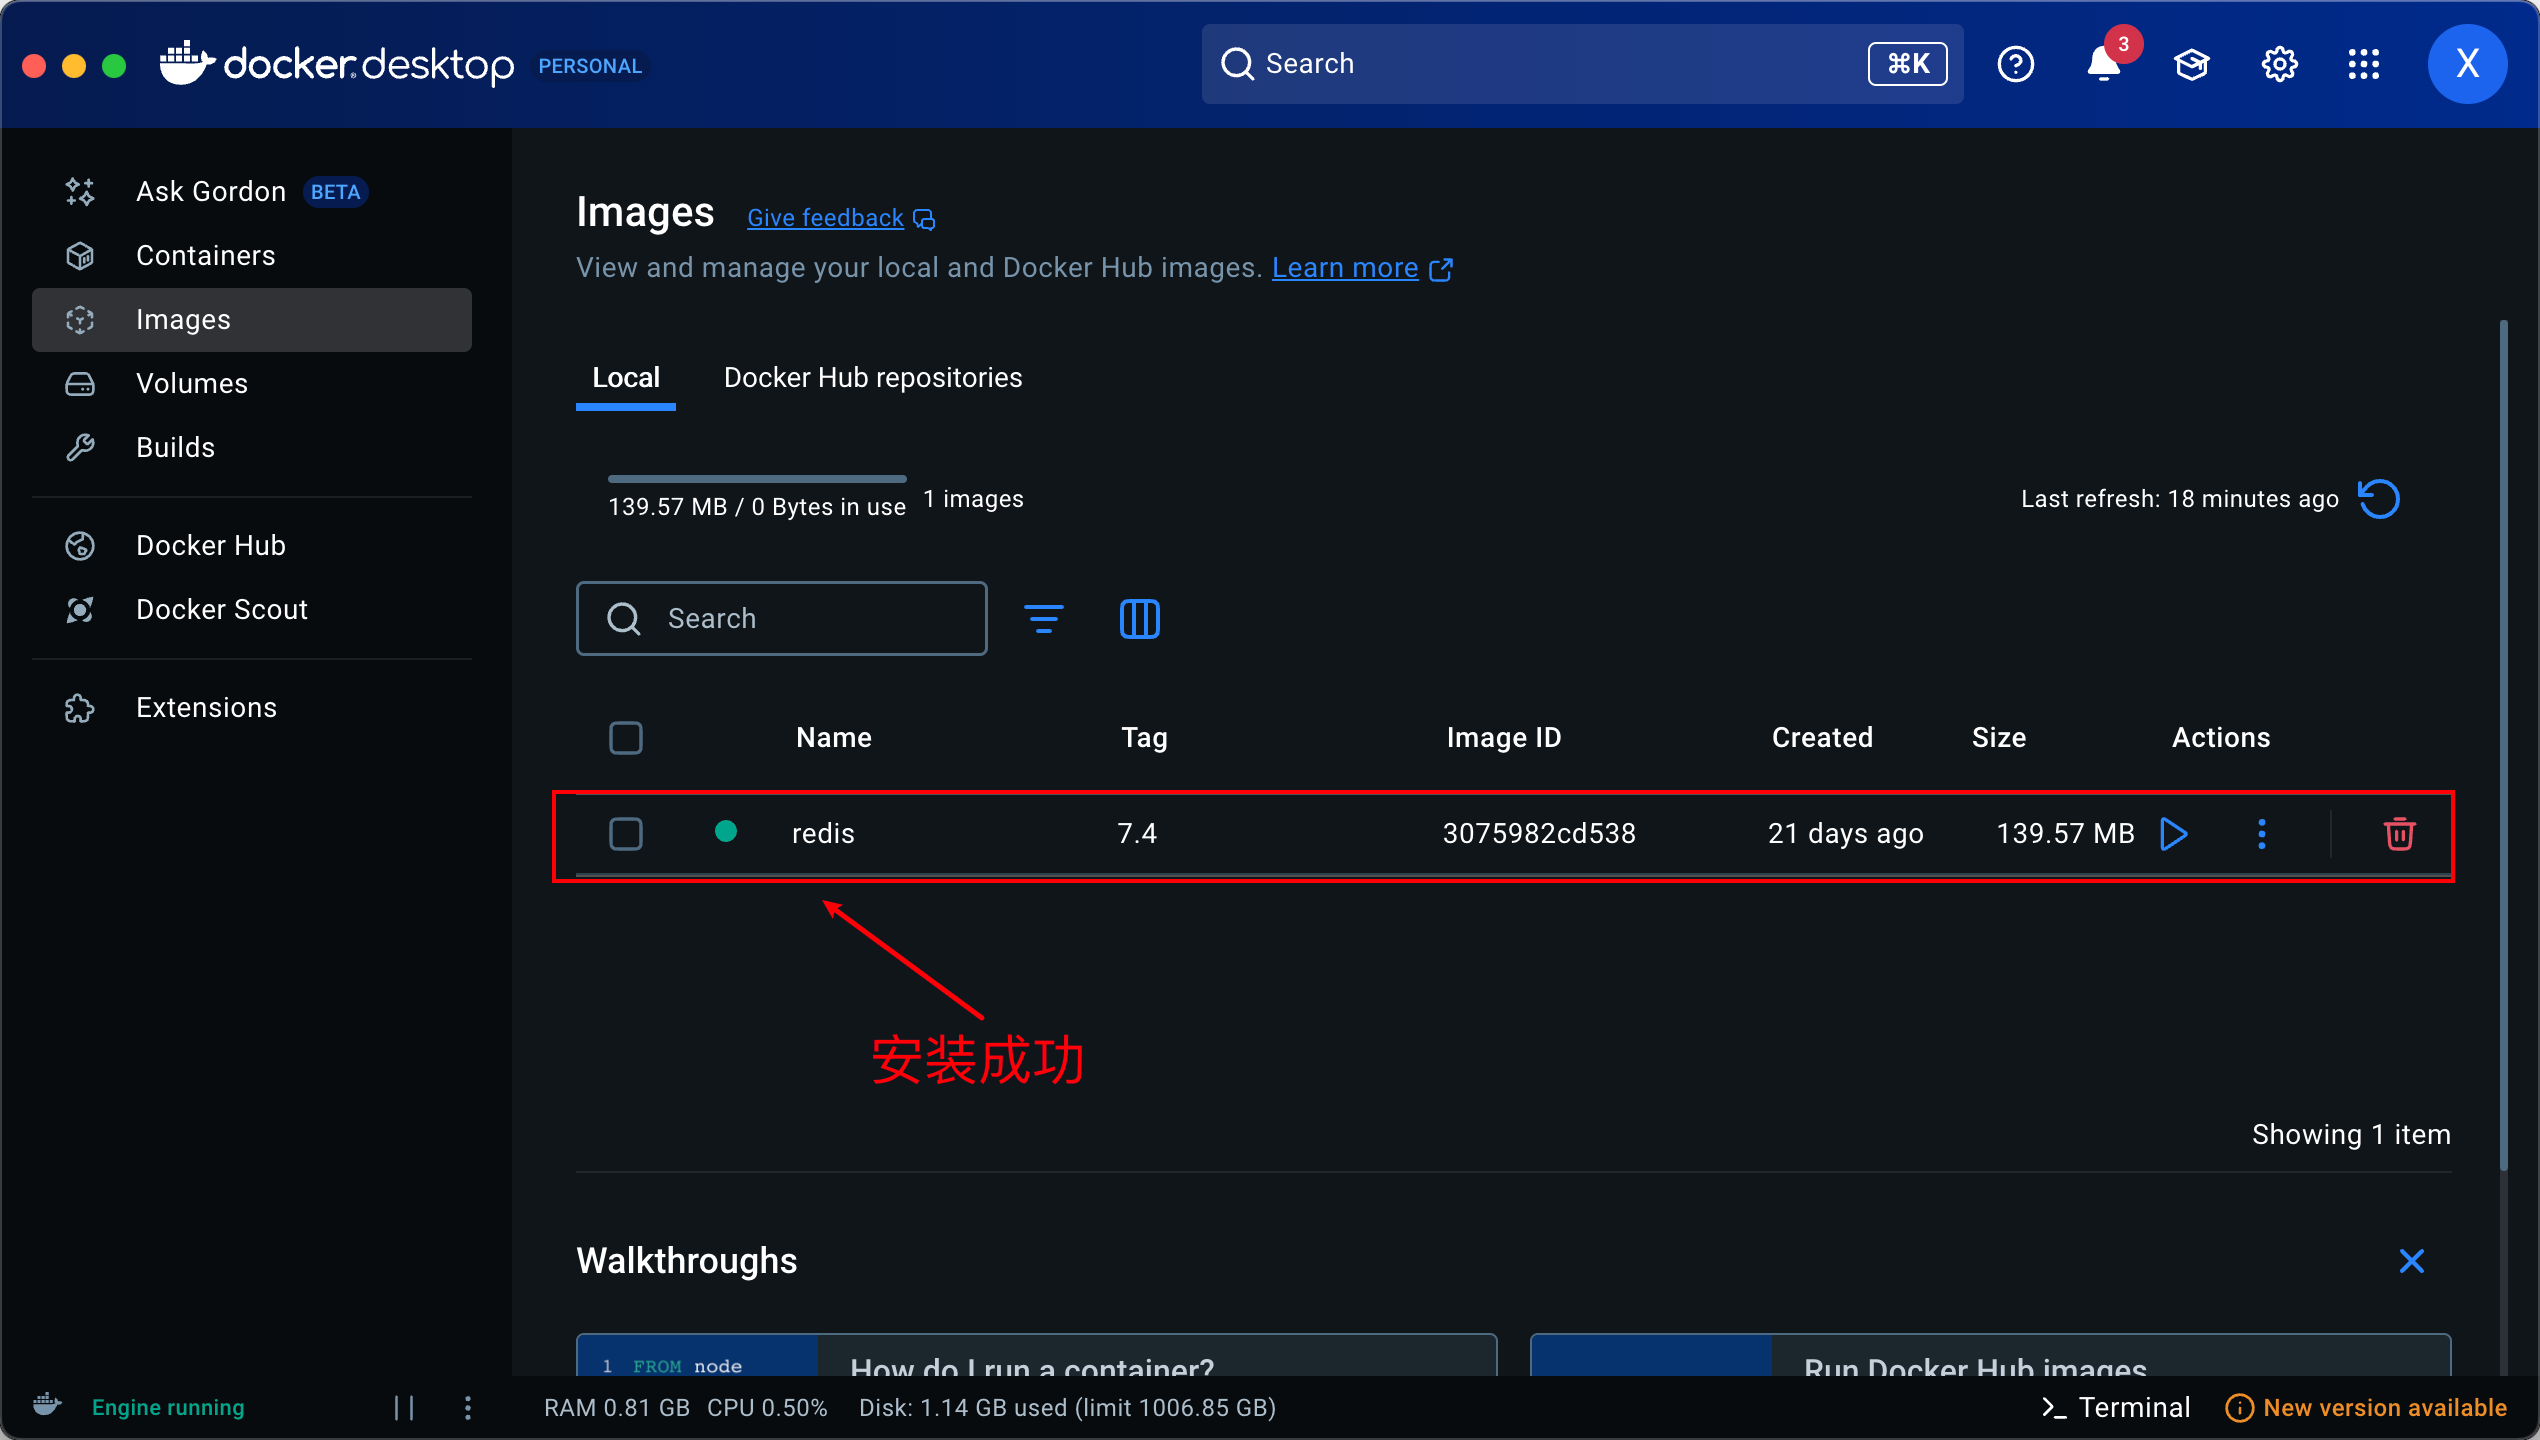 docker desktop PERSONAL
Search ⌘K
3
X
Ask Gordon BETA
Containers
Images
Volumes
Builds
Docker Hub
Docker Scout
Extensions
Images Give feedback
View and manage your local and Docker Hub images. Learn more
Local Docker Hub repositories
139.57 MB / 0 Bytes in use 1 images
Last refresh: 18 minutes ago
Search
Name Tag Image ID Created Size Actions
redis 7.4 3075982cd538 21 days ago 139.57 MB
安装成功
Showing 1 item
Walkthroughs
1 FROM node
How do I run a container?
Run Docker Hub images
Engine running
RAM 0.81 GB CPU 0.50% Disk: 1.14 GB used (limit 1006.85 GB)
Terminal
New version available